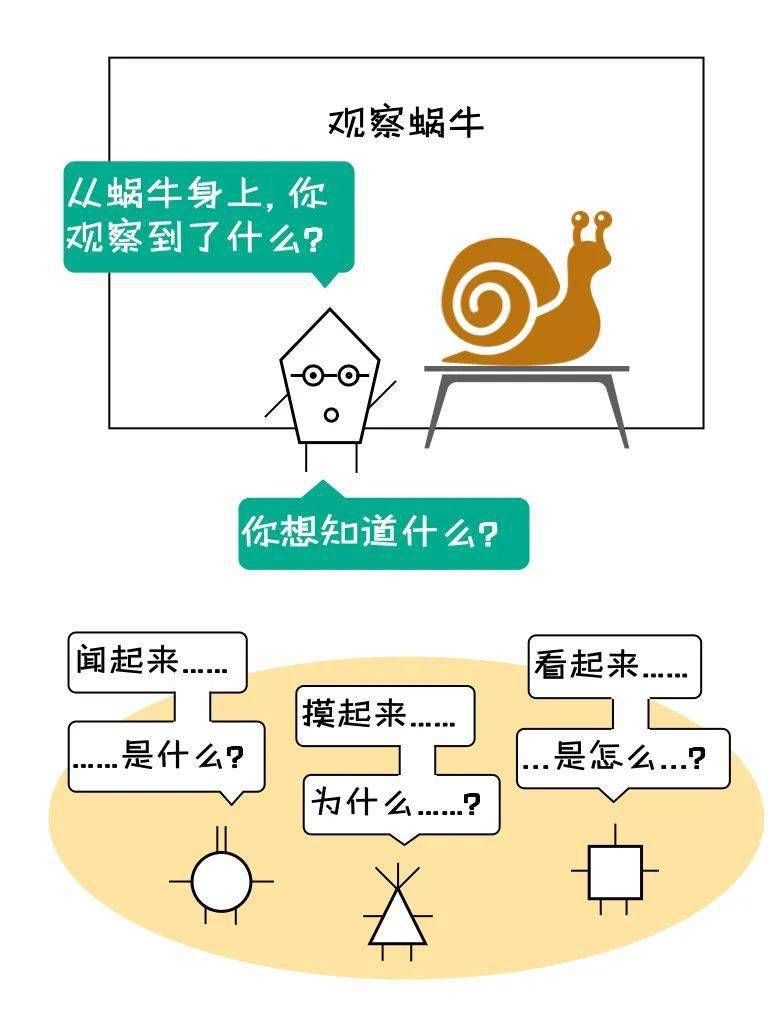 观察蜗牛
从蜗牛身上，你
观察到了什么？
你想知道什么？
闻起来……
……是什么？
摸起来……
为什么……？
看起来……
…是怎么…？